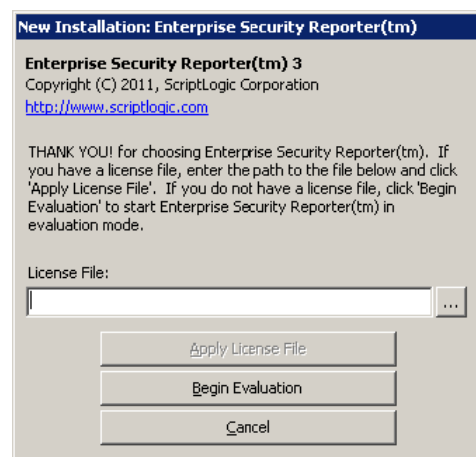 New Installation: Enterprise Security Reporter(tm)
Enterprise Security Reporter(tm) 3
Copyright (C) 2011, ScriptLogic Corporation
http://www.scriptlogic.com
THANK YOU! for choosing Enterprise Security Reporter(tm). If
you have a license file, enter the path to the file below and click
'Apply License File'. If you do not have a license file, click 'Begin
Evaluation' to start Enterprise Security Reporter(tm) in
evaluation mode.
License File:
...
Apply License File
Begin Evaluation
Cancel